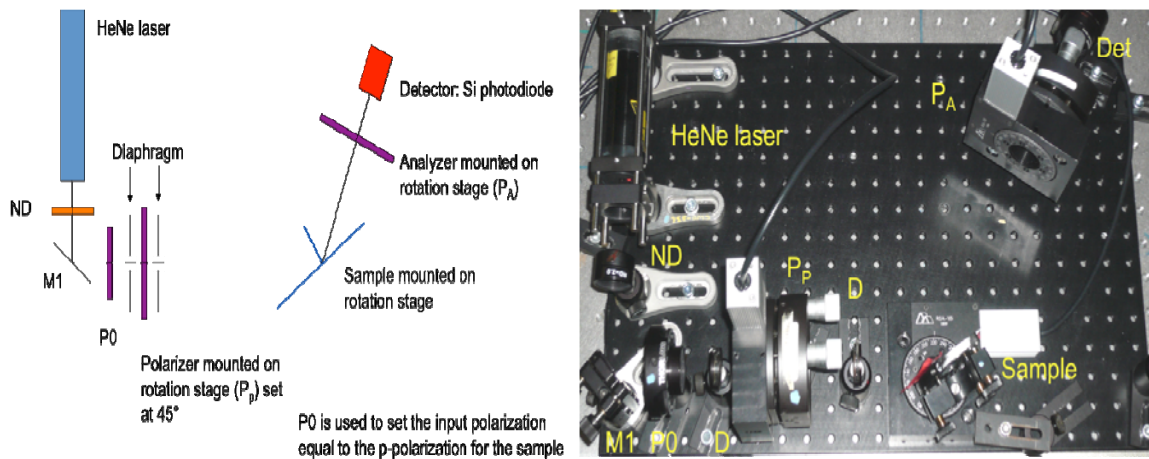 HeNe laser
Diaphragm
ND
M1
P0
Polarizer mounted on
rotation stage (Pp) set
at 45°
Detector: Si photodiode
Analyzer mounted on
rotation stage (PA)
Sample mounted on
rotation stage
P0 is used to set the input polarization
equal to the p-polarization for the sample
Det
PA
HeNe laser
ND
PP
D
Sample
M1 P0 D